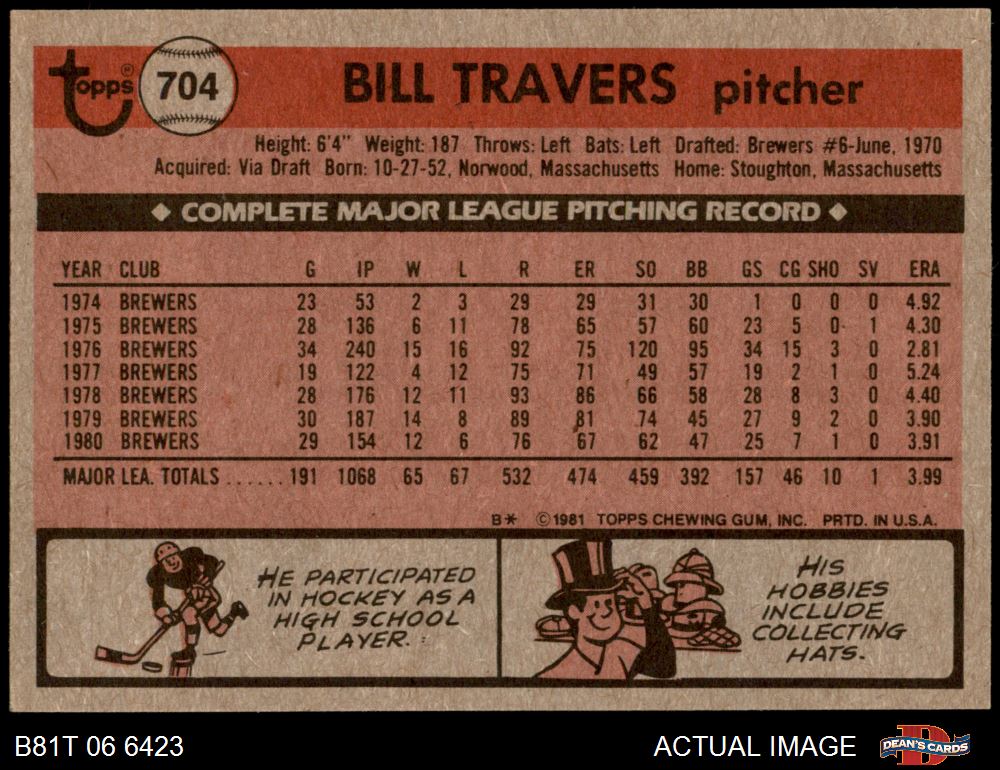 topps® 704 BILL TRAVERS pitcher
Height: 6'4" Weight: 187 Throws: Left Bats: Left Drafted: Brewers #6-June, 1970
Acquired: Via Draft Born: 10-27-52, Norwood, Massachusetts Home: Stoughton, Massachusetts
◆ COMPLETE MAJOR LEAGUE PITCHING RECORD ◆
YEAR CLUB G IP W L R ER SO BB GS CG SHO SV ERA
1974 BREWERS 23 53 2 3 29 29 31 30 1 0 0 0 4.92
1975 BREWERS 28 136 6 11 78 65 57 60 23 5 0 1 4.30
1976 BREWERS 34 240 15 16 92 75 120 95 34 15 3 0 2.81
1977 BREWERS 19 122 4 12 75 71 49 57 19 2 1 0 5.24
1978 BREWERS 28 176 12 11 93 86 66 58 28 8 3 0 4.40
1979 BREWERS 30 187 14 8 89 81 74 45 27 9 2 0 3.90
1980 BREWERS 29 154 12 6 76 67 62 47 25 7 1 0 3.91
MAJOR LEA. TOTALS ...... 191 1068 65 67 532 474 459 392 157 46 10 1 3.99
B* ©1981 TOPPS CHEWING GUM, INC. PRTD. IN U.S.A.
HE PARTICIPATED
IN HOCKEY AS A
HIGH SCHOOL
PLAYER.
HIS
HOBBIES
INCLUDE
COLLECTING
HATS.
B81T 06 6423 ACTUAL IMAGE DEAN'S CARDS